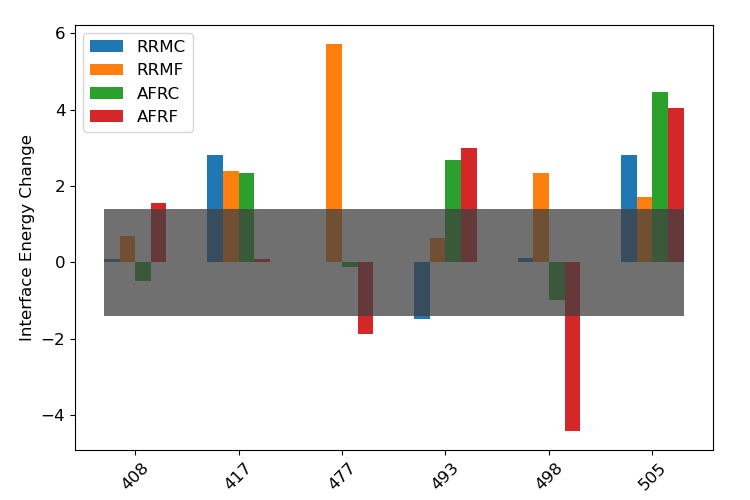 6
4
2
0
−2
−4
Interface Energy Change
RRMC
RRMF
AFRC
AFRF
408
417
477
493
498
505